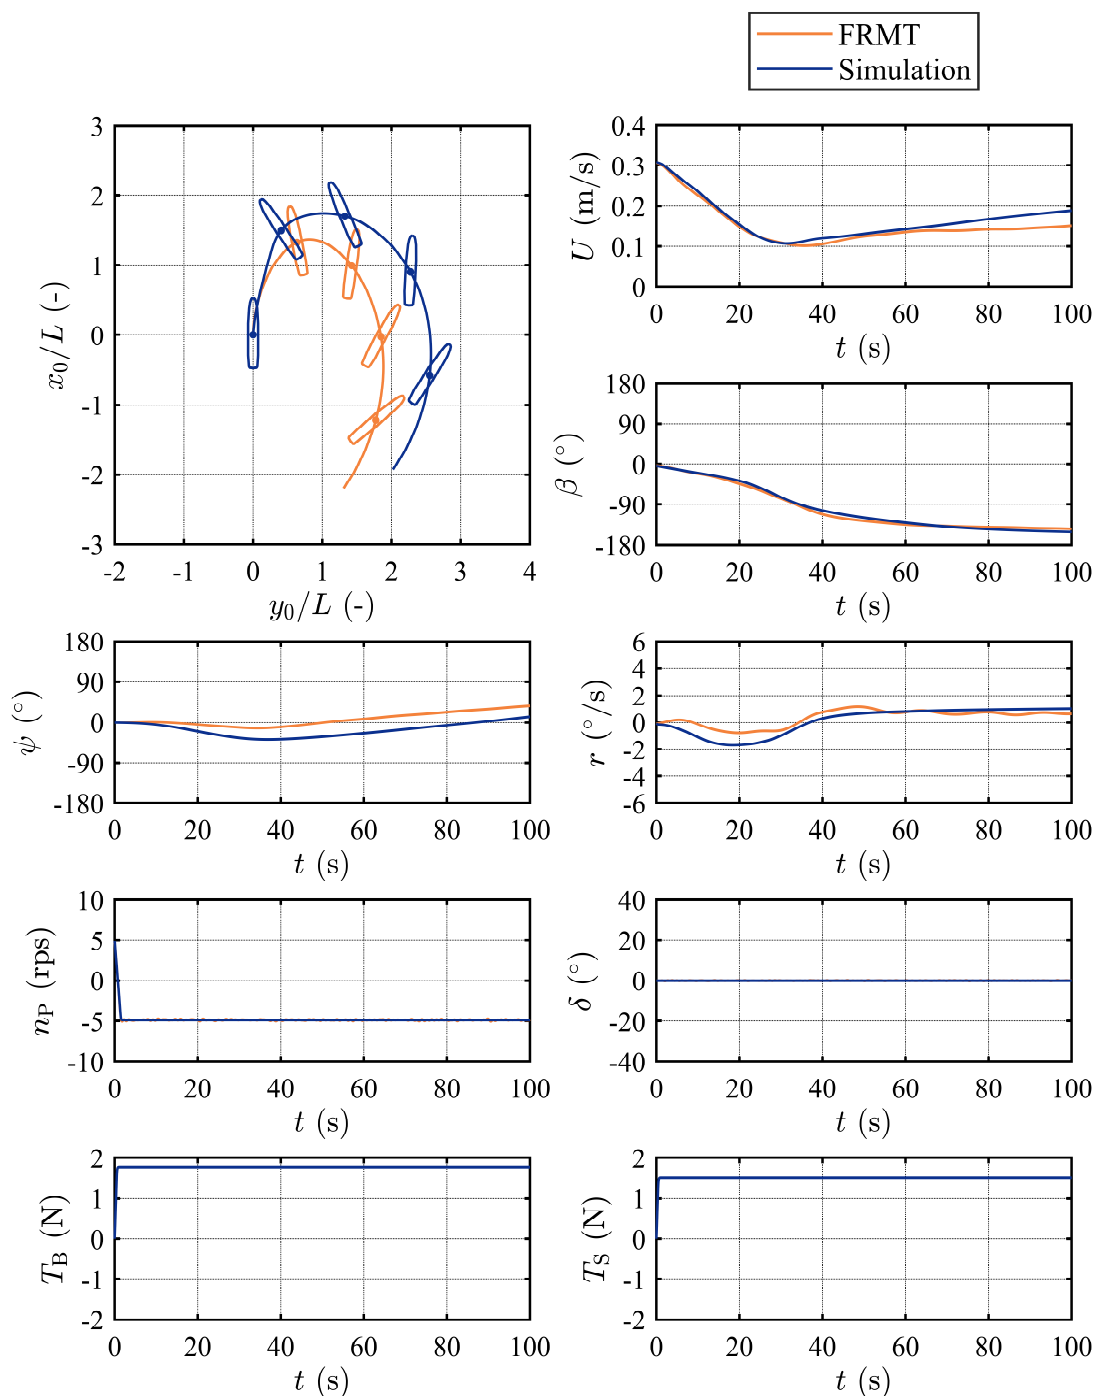 FRMT
Simulation
3
2
1
0
-1
-2
-3
x₀/L (-)
-2 -1 0 1 2 3 4
y₀/L (-)
0.4
0.3
0.2
0.1
0
U (m/s)
0 20 40 60 80 100
t (s)
180
90
0
-90
-180
β (°)
0 20 40 60 80 100
t (s)
180
90
0
-90
-180
ψ (°)
0 20 40 60 80 100
t (s)
6
4
2
0
-2
-4
-6
r (°/s)
0 20 40 60 80 100
t (s)
10
5
0
-5
-10
n_P (rps)
0 20 40 60 80 100
t (s)
40
20
0
-20
-40
δ (°)
0 20 40 60 80 100
t (s)
2
1
0
-1
-2
T_B (N)
0 20 40 60 80 100
t (s)
2
1
0
-1
-2
T_S (N)
0 20 40 60 80 100
t (s)